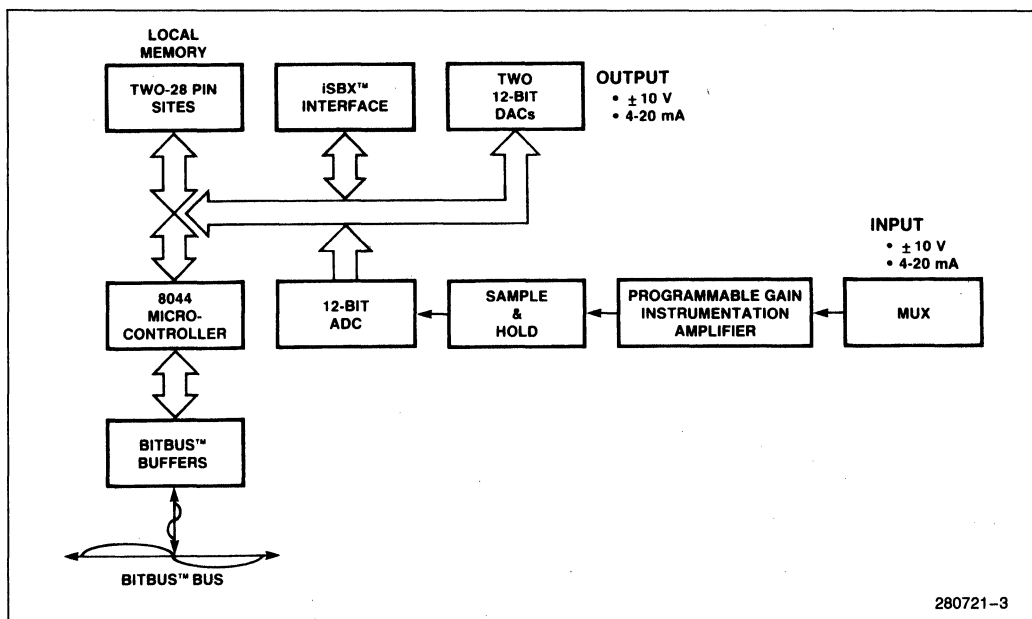 LOCAL
MEMORY
TWO-28 PIN
SITES
iSBX™
INTERFACE
TWO
12-BIT
DACs
OUTPUT
• ± 10 V
• 4-20 mA
INPUT
• ± 10 V
• 4-20 mA
8044
MICRO-
CONTROLLER
12-BIT
ADC
SAMPLE
&
HOLD
PROGRAMMABLE GAIN
INSTRUMENTATION
AMPLIFIER
MUX
BITBUS™
BUFFERS
BITBUS™ BUS
280721-3